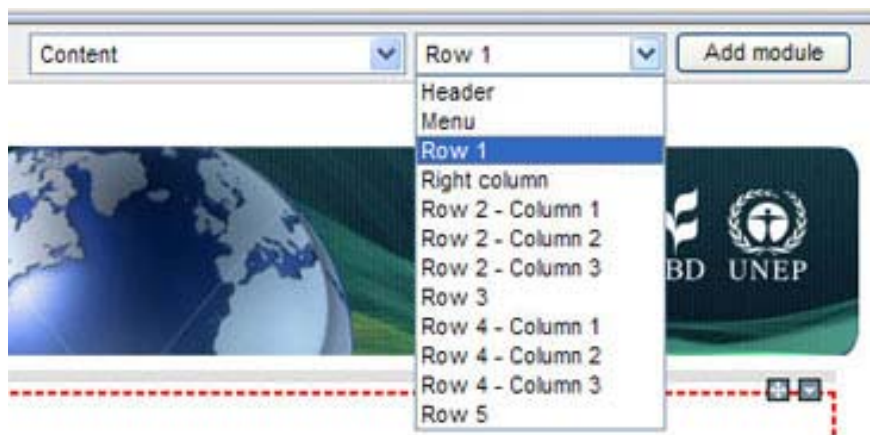 Content
Row 1
Add module
Header
Menu
Row 1
Right column
Row 2 - Column 1
Row 2 - Column 2
Row 2 - Column 3
Row 3
Row 4 - Column 1
Row 4 - Column 2
Row 4 - Column 3
Row 5
BD UNEP